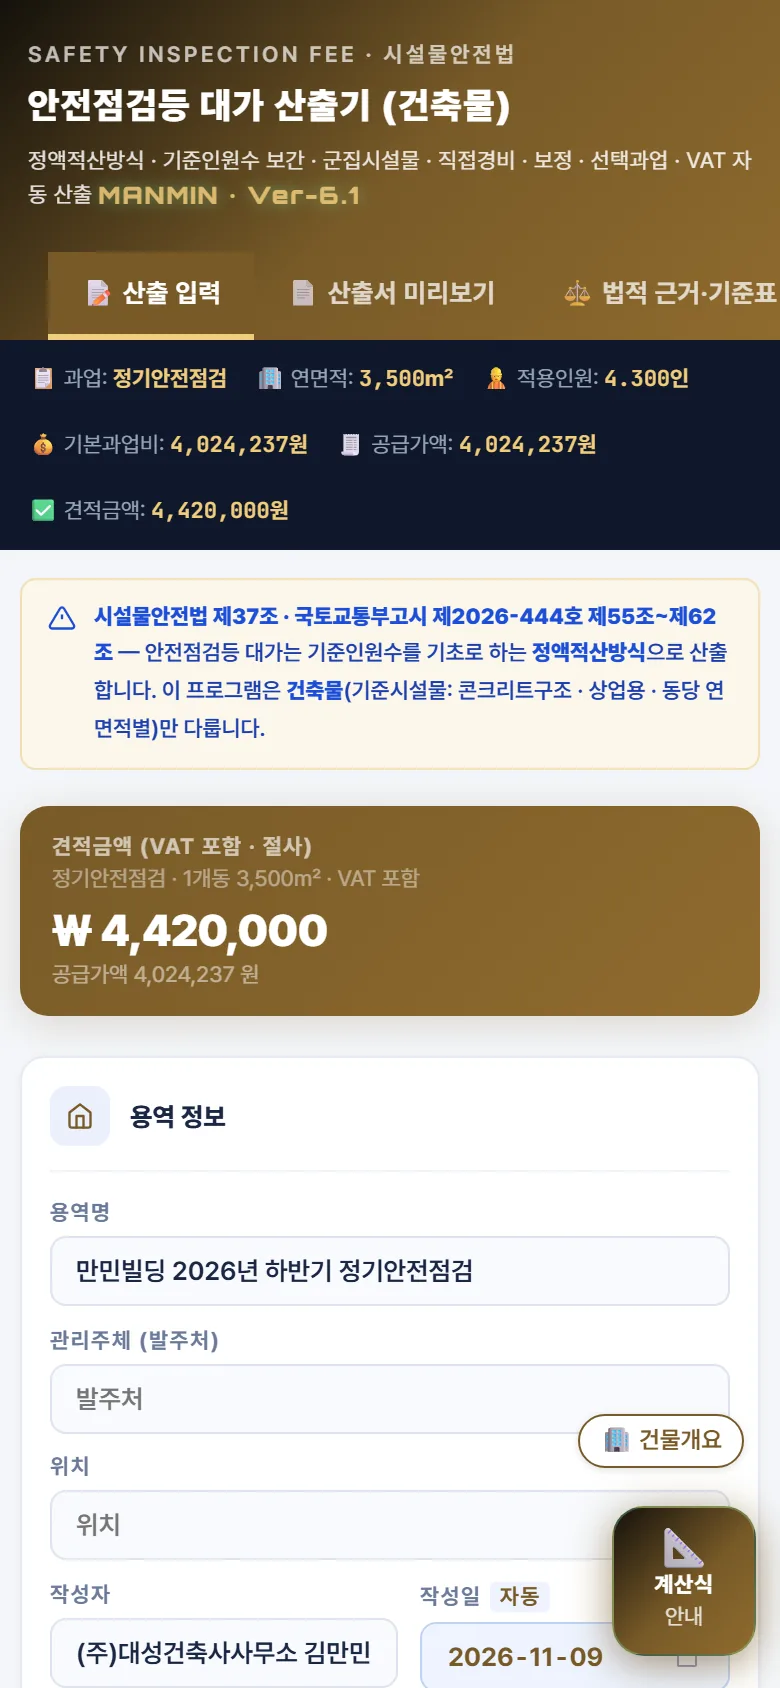 SAFETY INSPECTION FEE · 시설물안전법
안전점검등 대가 산출기 (건축물)
정액적산방식 · 기준인원수 보간 · 군집시설물 · 직접경비 · 보정 · 선택과업 · VAT 자
동 산출 MANMIN · Ver-6.1
산출 입력
산출서 미리보기
법적 근거·기준표
과업: 정기안전점검
연면적: 3,500m²
적용인원: 4.300인
기본과업비: 4,024,237원
공급가액: 4,024,237원
견적금액: 4,420,000원
시설물안전법 제37조 · 국토교통부고시 제2026-444호 제55조~제62
조 — 안전점검등 대가는 기준인원수를 기초로 하는 정액적산방식으로 산출
합니다. 이 프로그램은 건축물(기준시설물: 콘크리트구조 · 상업용 · 동당 연
면적별)만 다룹니다.
견적금액 (VAT 포함 · 절사)
정기안전점검 · 1개동 3,500m² · VAT 포함
₩ 4,420,000
공급가액 4,024,237 원
용역 정보
용역명
만민빌딩 2026년 하반기 정기안전점검
관리주체 (발주처)
발주처
건물개요
위치
위치
계산식
안내
작성자
작성일 자동
(주)대성건축사사무소 김만민
2026-11-09